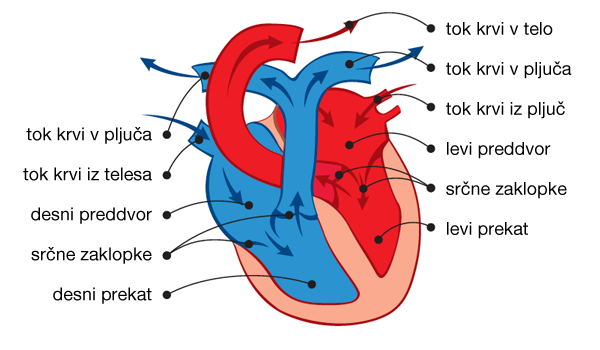 tok krvi v telo
tok krvi v pljuča
tok krvi iz pljuč
levi preddvor
srčne zaklopke
levi prekat
tok krvi v pljuča
tok krvi iz telesa
desni preddvor
srčne zaklopke
desni prekat